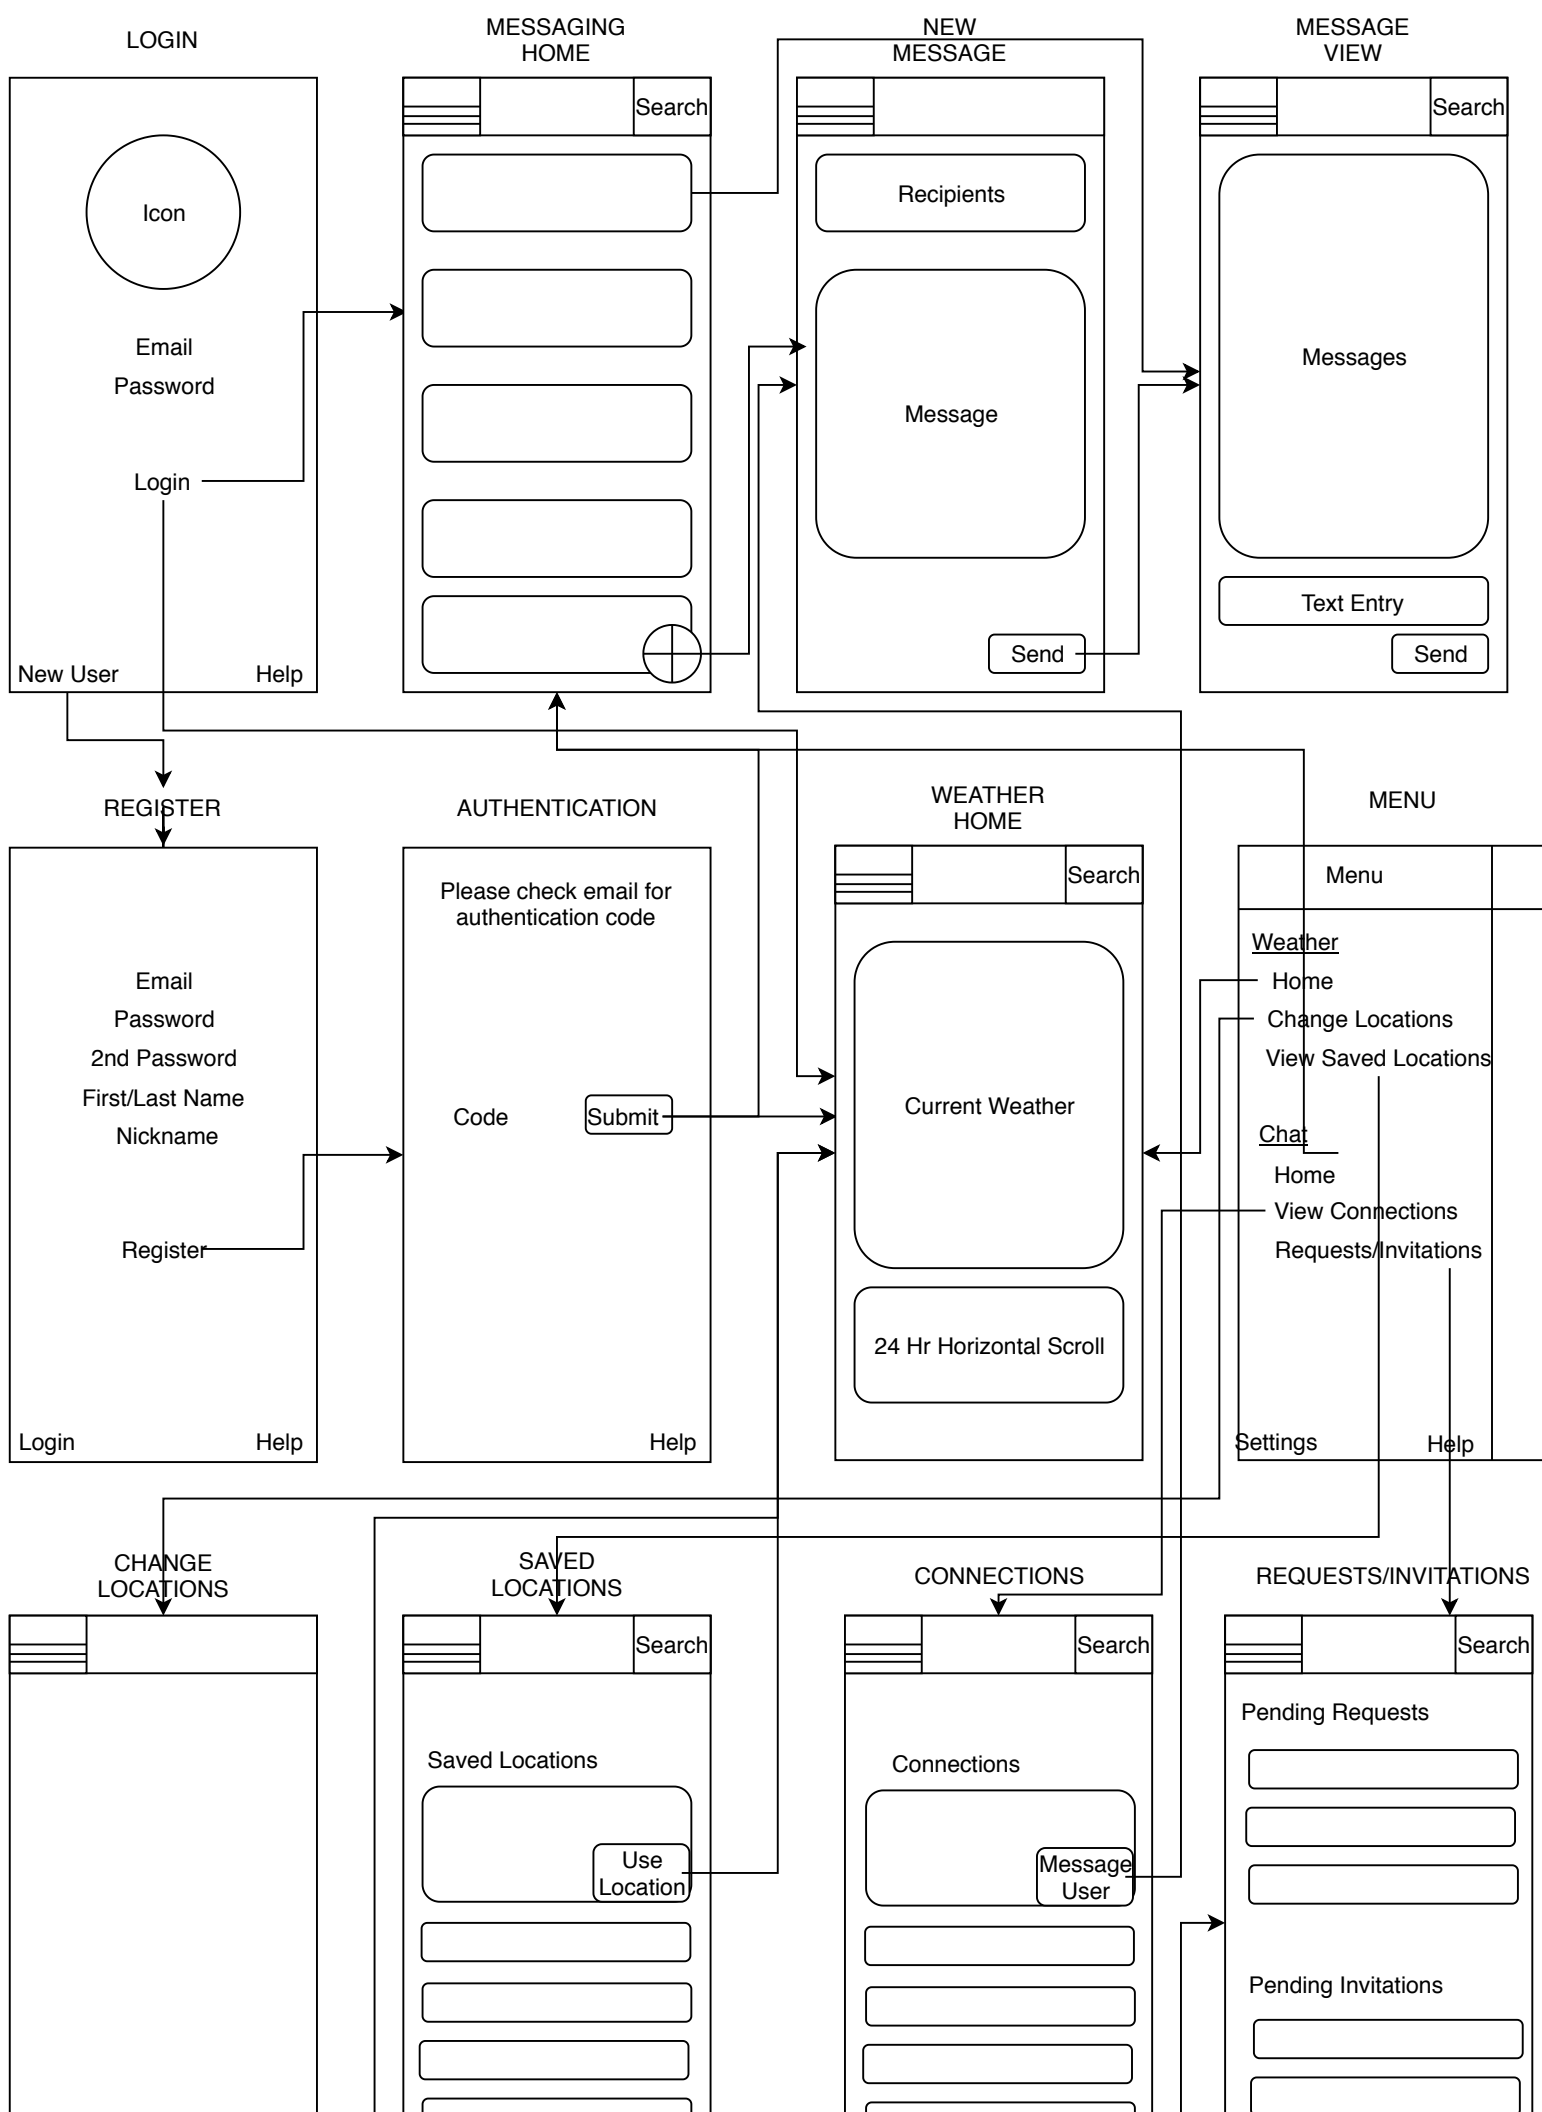 LOGIN
MESSAGING
HOME
NEW
MESSAGE
MESSAGE
VIEW
Icon
Email
Password
Login
New User
Help
Search
Recipients
Message
Send
Search
Messages
Text Entry
Send
REGISTER
AUTHENTICATION
WEATHER
HOME
MENU
Email
Password
2nd Password
First/Last Name
Nickname
Register
Login
Help
Please check email for
authentication code
Code
Submit
Help
Search
Current Weather
24 Hr Horizontal Scroll
Menu
Weather
Home
Change Locations
View Saved Locations
Chat
Home
View Connections
Requests/Invitations
Settings
Help
CHANGE
LOCATIONS
SAVED
LOCATIONS
CONNECTIONS
REQUESTS/INVITATIONS
Search
Saved Locations
Use
Location
Search
Connections
Message
User
Search
Pending Requests
Pending Invitations